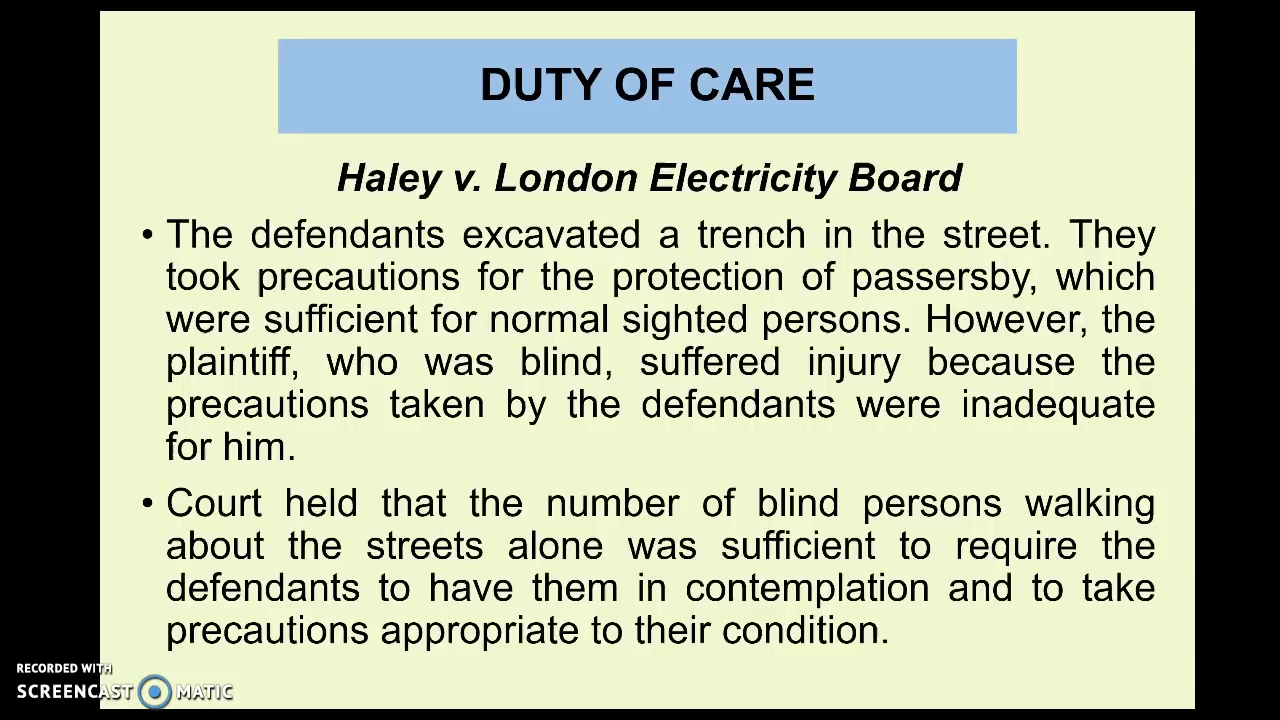 DUTY OF CARE
Haley v. London Electricity Board
• The defendants excavated a trench in the street. They
took precautions for the protection of passersby, which
were sufficient for normal sighted persons. However, the
plaintiff, who was blind, suffered injury because the
precautions taken by the defendants were inadequate
for him.
• Court held that the number of blind persons walking
about the streets alone was sufficient to require the
defendants to have them in contemplation and to take
precautions appropriate to their condition.
RECORDED WITH
SCREENCAST MATIC